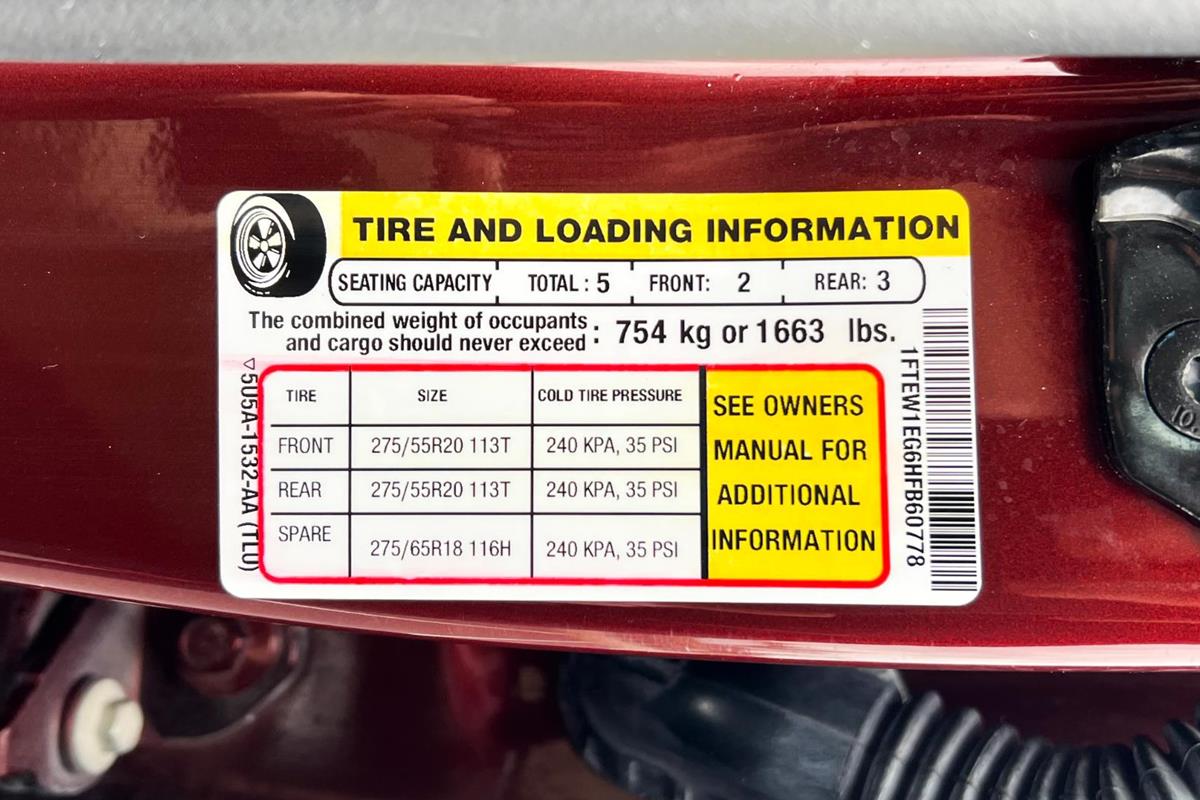 TIRE AND LOADING INFORMATION
SEATING CAPACITY TOTAL : 5 FRONT: 2 REAR: 3
The combined weight of occupants
and cargo should never exceed : 754 kg or 1663 lbs.
TIRE SIZE COLD TIRE PRESSURE
FRONT 275/55R20 113T 240 KPA, 35 PSI
REAR 275/55R20 113T 240 KPA, 35 PSI
SPARE 275/65R18 116H 240 KPA, 35 PSI
SEE OWNERS
MANUAL FOR
ADDITIONAL
INFORMATION
5U5A-1532-AA (TLU)
1FTEW1EG6HFB60778